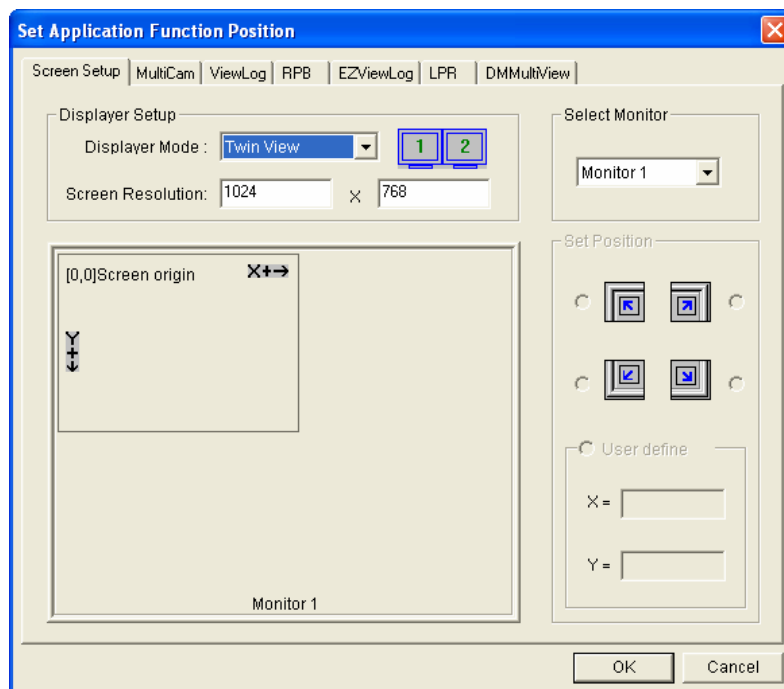 Set Application Function Position
Screen Setup MultiCam ViewLog RPB EZViewLog LPR DMMultiView
Displayer Setup
Displayer Mode : Twin View 1 2
Screen Resolution: 1024 X 768
Select Monitor
Monitor 1
[0,0]Screen origin X+→
Y+↓
Monitor 1
Set Position
User define
X =
Y =
OK Cancel